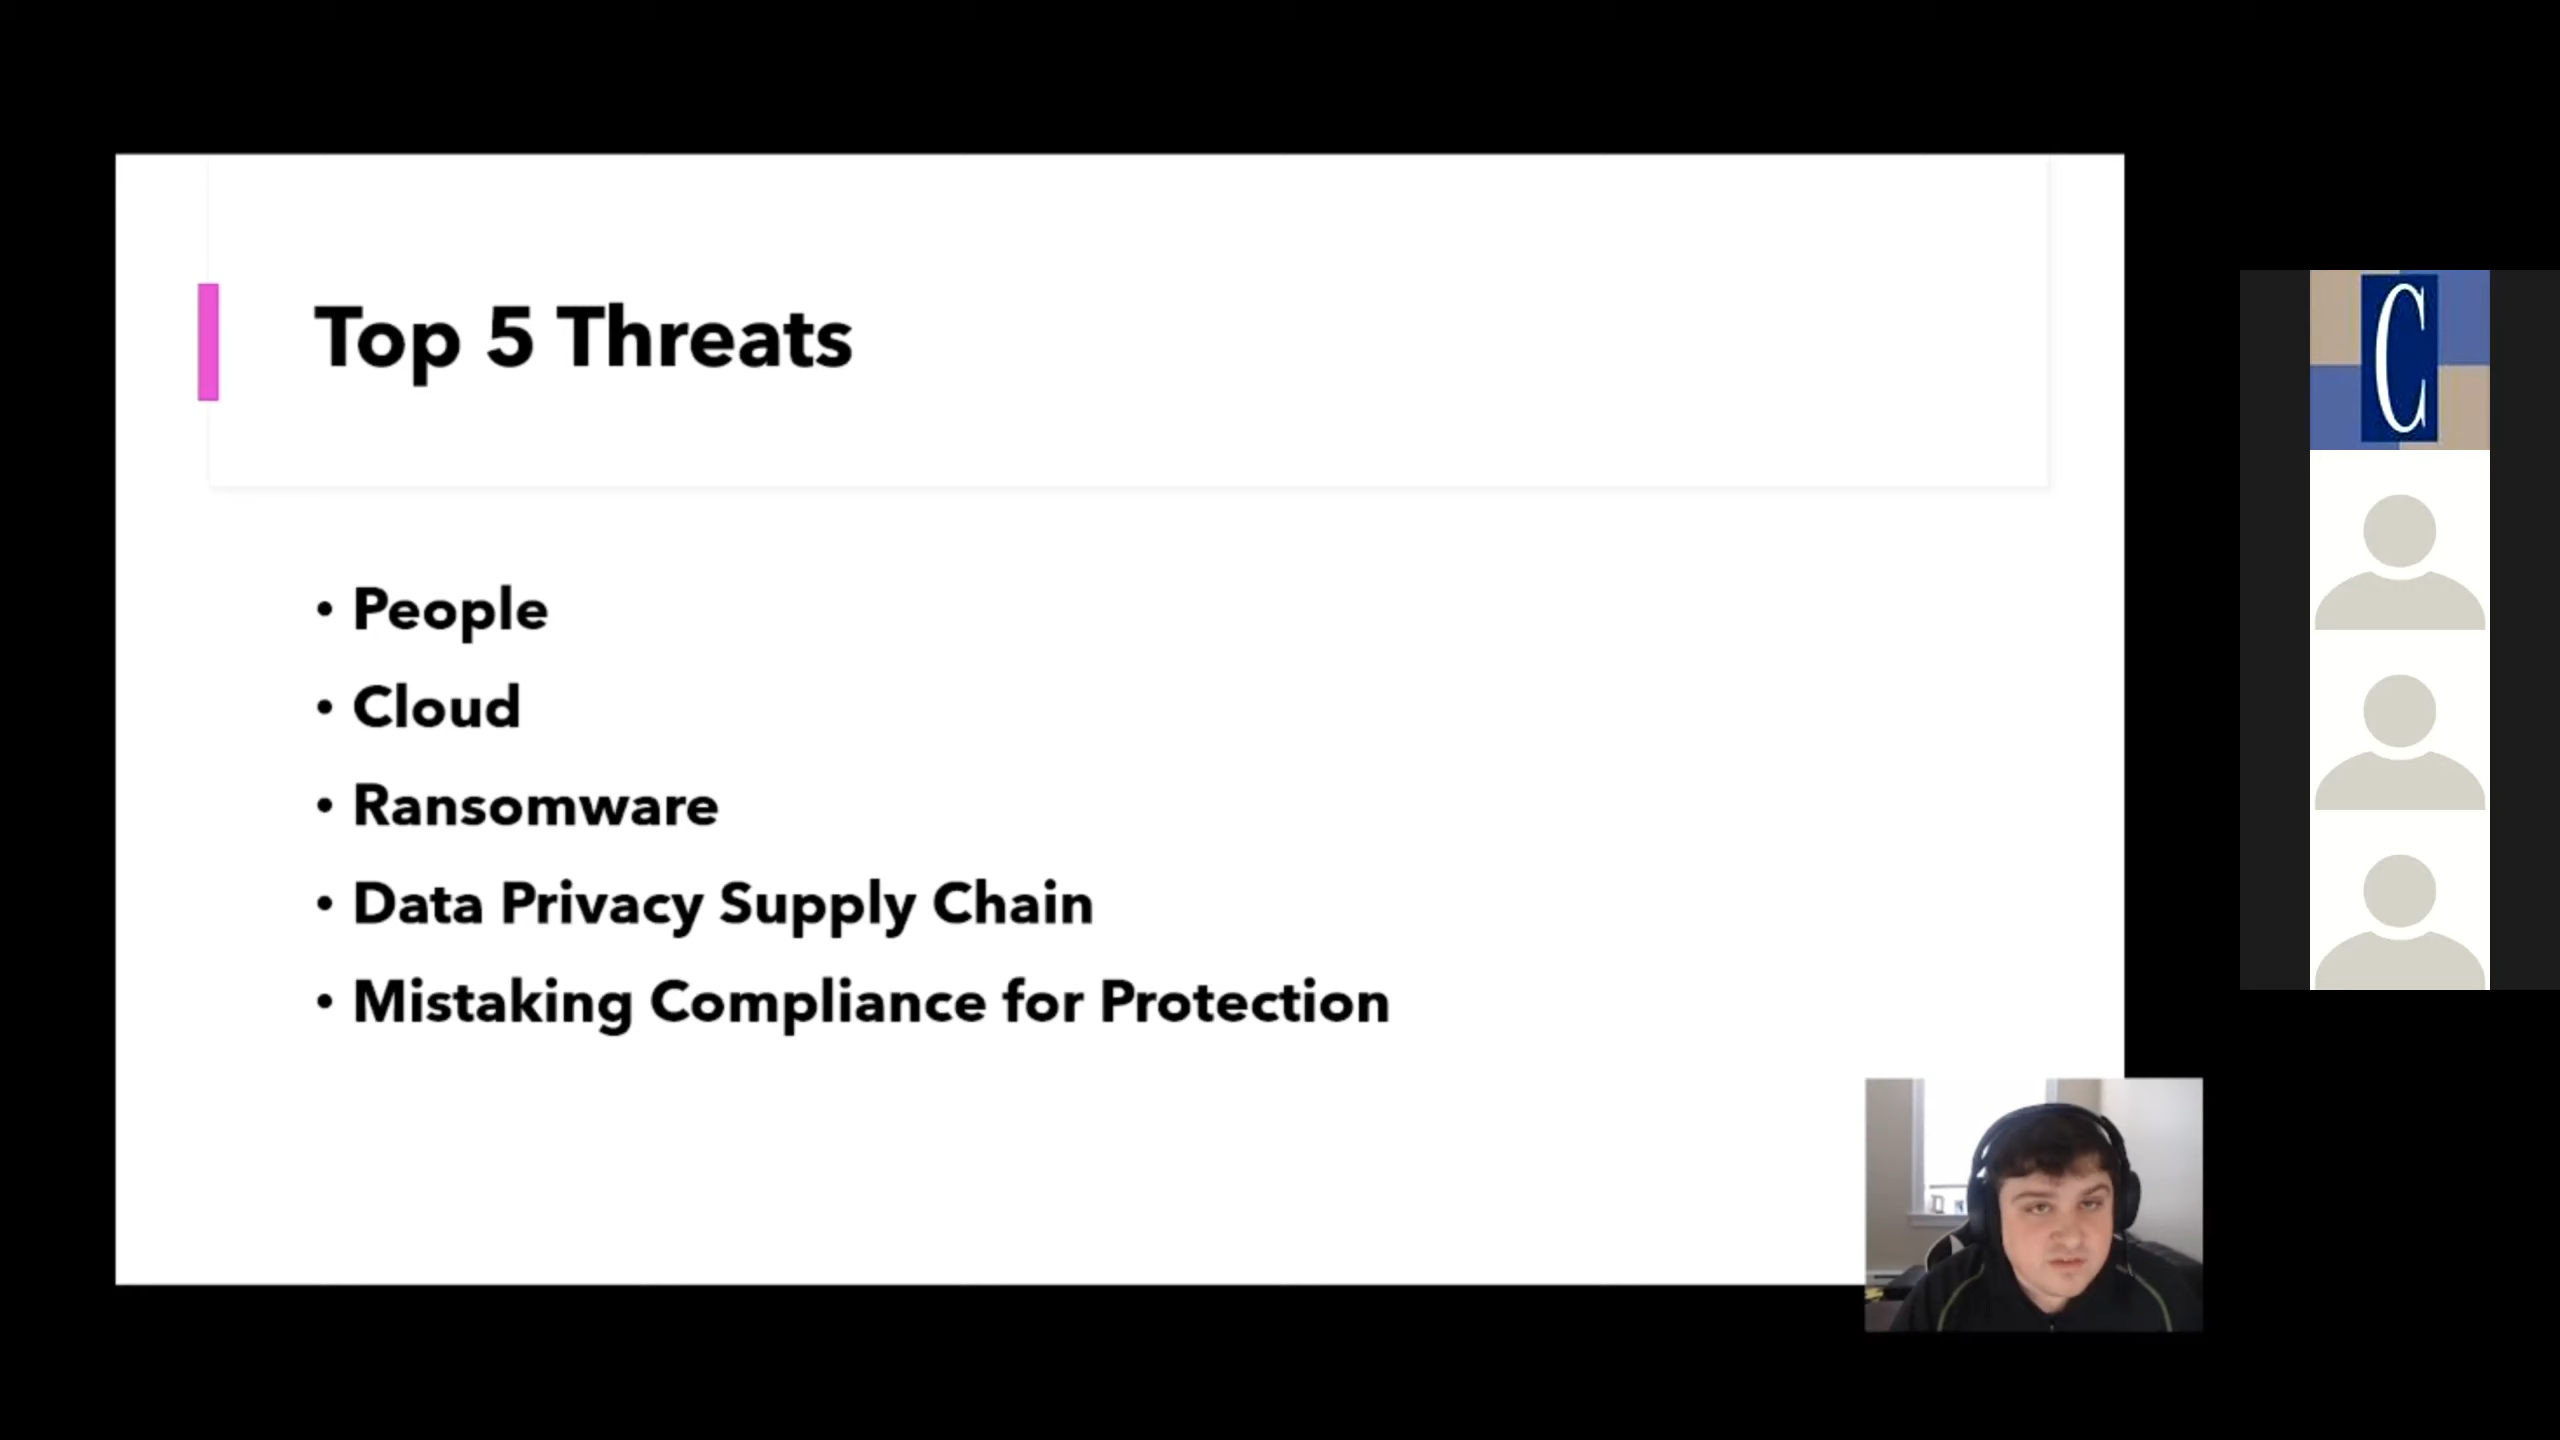 Top 5 Threats
• People
• Cloud
• Ransomware
• Data Privacy Supply Chain
• Mistaking Compliance for Protection
C